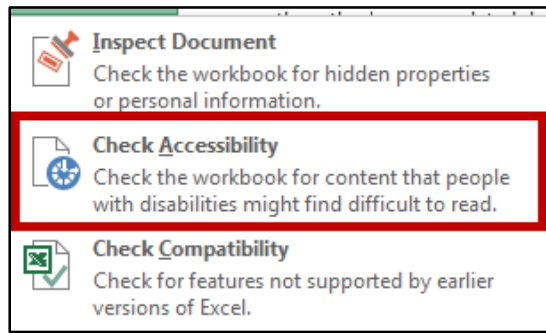 Inspect Document
Check the workbook for hidden properties
or personal information.
Check Accessibility
Check the workbook for content that people
with disabilities might find difficult to read.
Check Compatibility
Check for features not supported by earlier
versions of Excel.